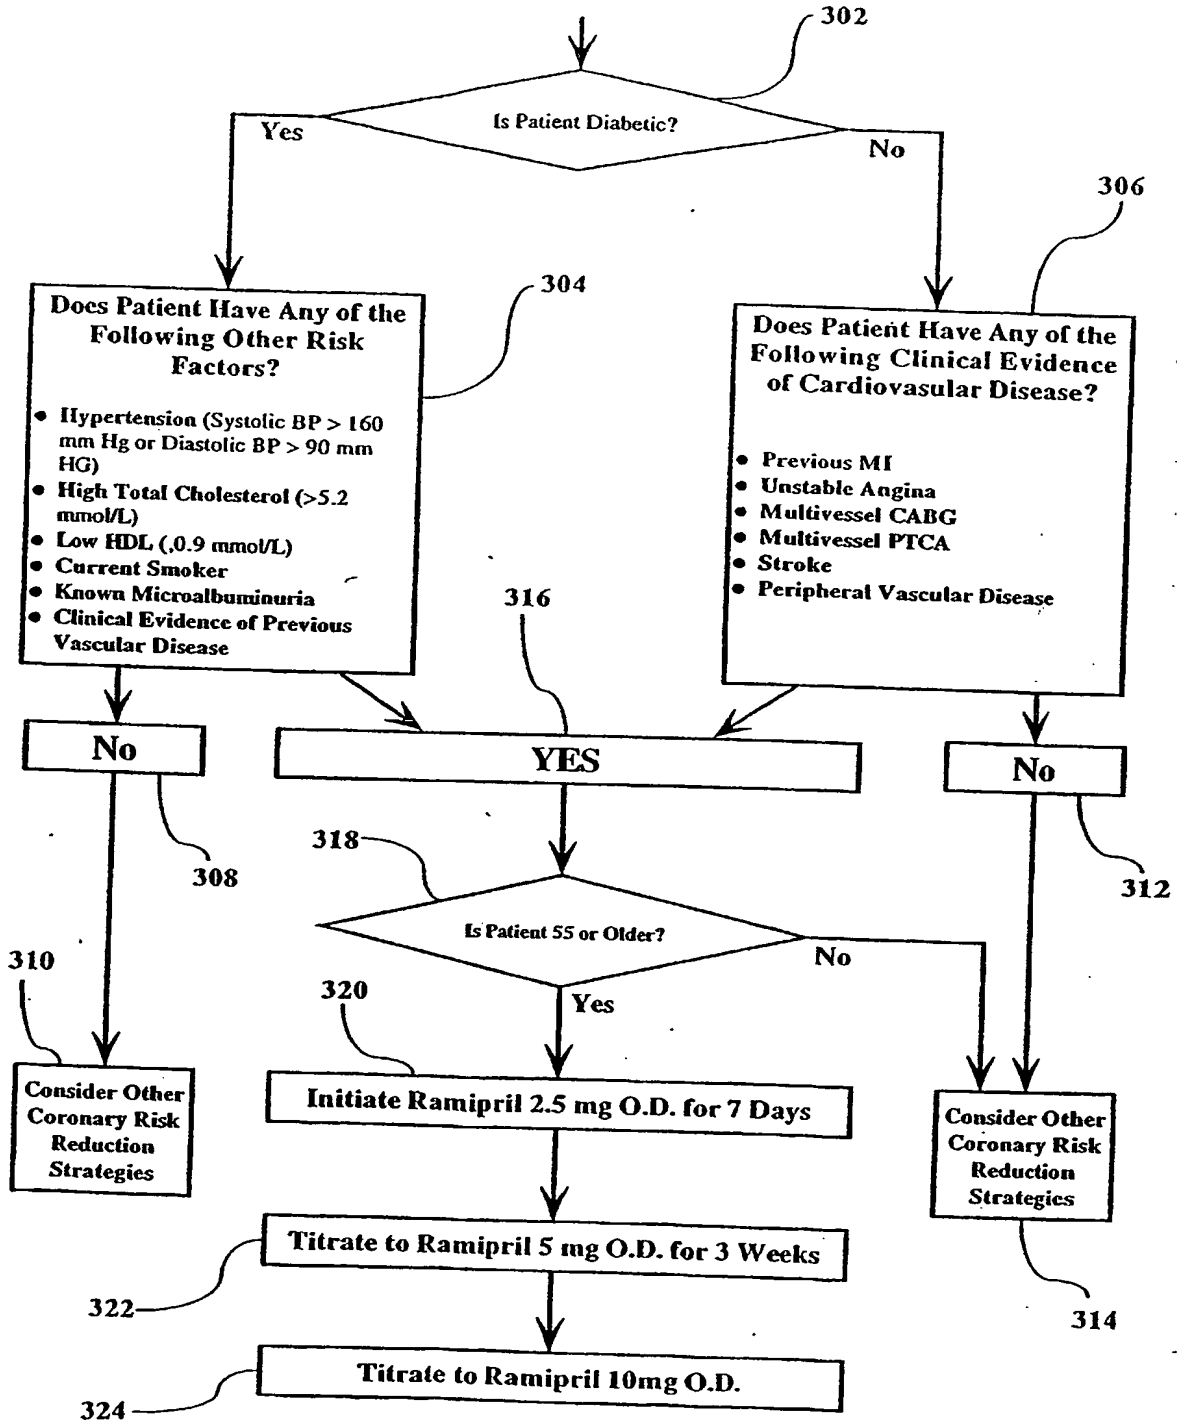 302
Is Patient Diabetic?
Yes
No
306
304
Does Patient Have Any of the
Following Other Risk
Factors?
• Hypertension (Systolic BP > 160
mm Hg or Diastolic BP > 90 mm
HG)
• High Total Cholesterol (>5.2
mmol/L)
• Low HDL (,0.9 mmol/L)
• Current Smoker
• Known Microalbuminuria
• Clinical Evidence of Previous
Vascular Disease
Does Patient Have Any of the
Following Clinical Evidence
of Cardiovasular Disease?
• Previous MI
• Unstable Angina
• Multivessel CABG
• Multivessel PTCA
• Stroke
• Peripheral Vascular Disease
316
No
YES
No
308
318
312
Is Patient 55 or Older?
No
Yes
310
320
Consider Other
Coronary Risk
Reduction
Strategies
Initiate Ramipril 2.5 mg O.D. for 7 Days
Consider Other
Coronary Risk
Reduction
Strategies
Titrate to Ramipril 5 mg O.D. for 3 Weeks
322
314
Titrate to Ramipril 10mg O.D.
324